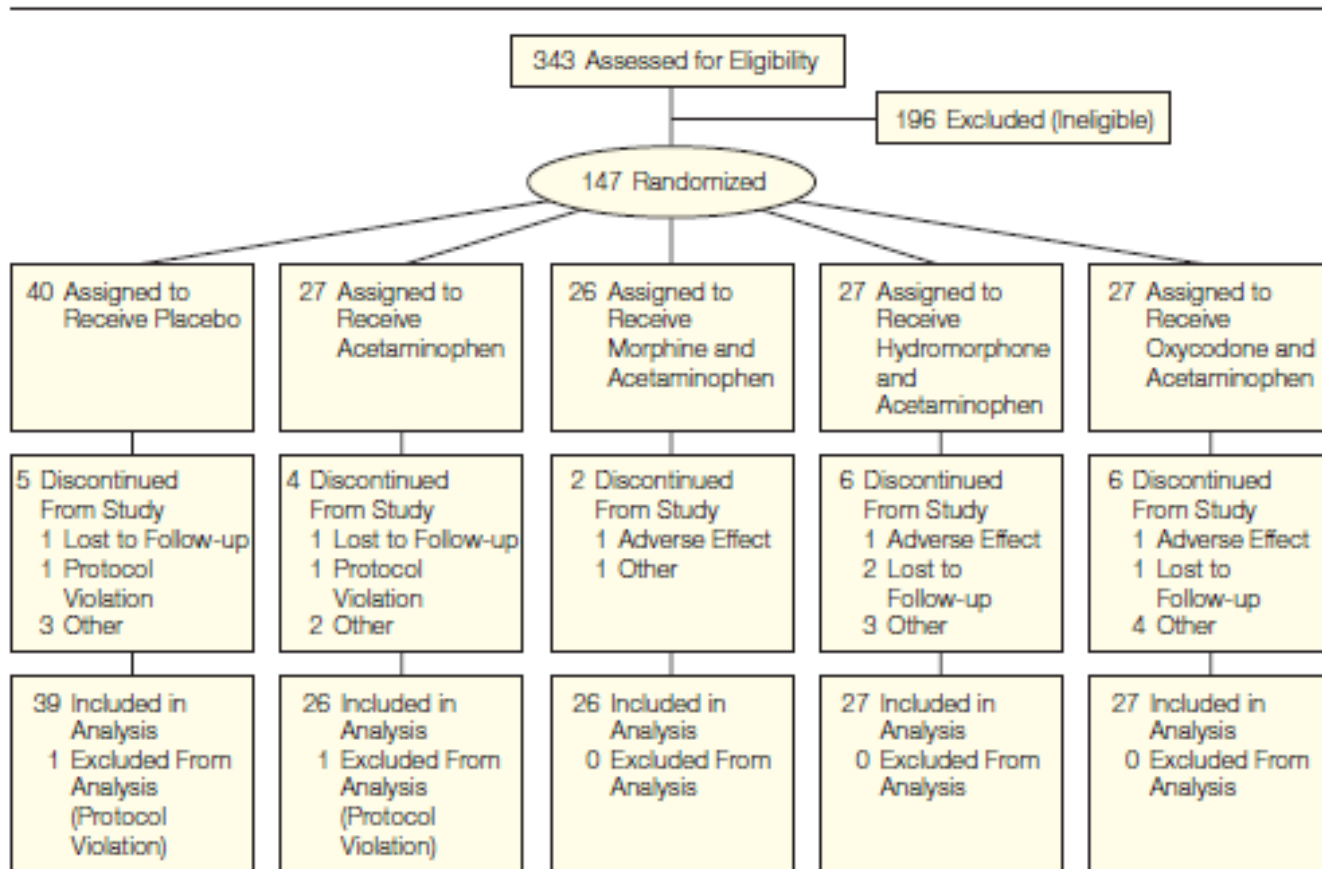 343 Assessed for Eligibility
196 Excluded (Ineligible)
147 Randomized
40 Assigned to
Receive Placebo
27 Assigned to
Receive
Acetaminophen
26 Assigned to
Receive
Morphine and
Acetaminophen
27 Assigned to
Receive
Hydromorphone
and
Acetaminophen
27 Assigned to
Receive
Oxycodone and
Acetaminophen
5 Discontinued
From Study
1 Lost to Follow-up
1 Protocol
Violation
3 Other
4 Discontinued
From Study
1 Lost to Follow-up
1 Protocol
Violation
2 Other
2 Discontinued
From Study
1 Adverse Effect
1 Other
6 Discontinued
From Study
1 Adverse Effect
2 Lost to
Follow-up
3 Other
6 Discontinued
From Study
1 Adverse Effect
1 Lost to
Follow-up
4 Other
39 Included in
Analysis
1 Excluded From
Analysis
(Protocol
Violation)
26 Included in
Analysis
1 Excluded From
Analysis
(Protocol
Violation)
26 Included in
Analysis
0 Excluded From
Analysis
27 Included in
Analysis
0 Excluded From
Analysis
27 Included in
Analysis
0 Excluded From
Analysis